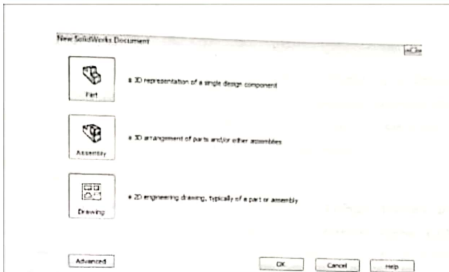 New SolidWorks Document
a 3D representation of a single design component
Part
a 3D arrangement of parts and/or other assemblies
Assembly
a 2D engineering drawing, typically of a part or assembly
Drawing
Advanced
OK
Cancel
Help